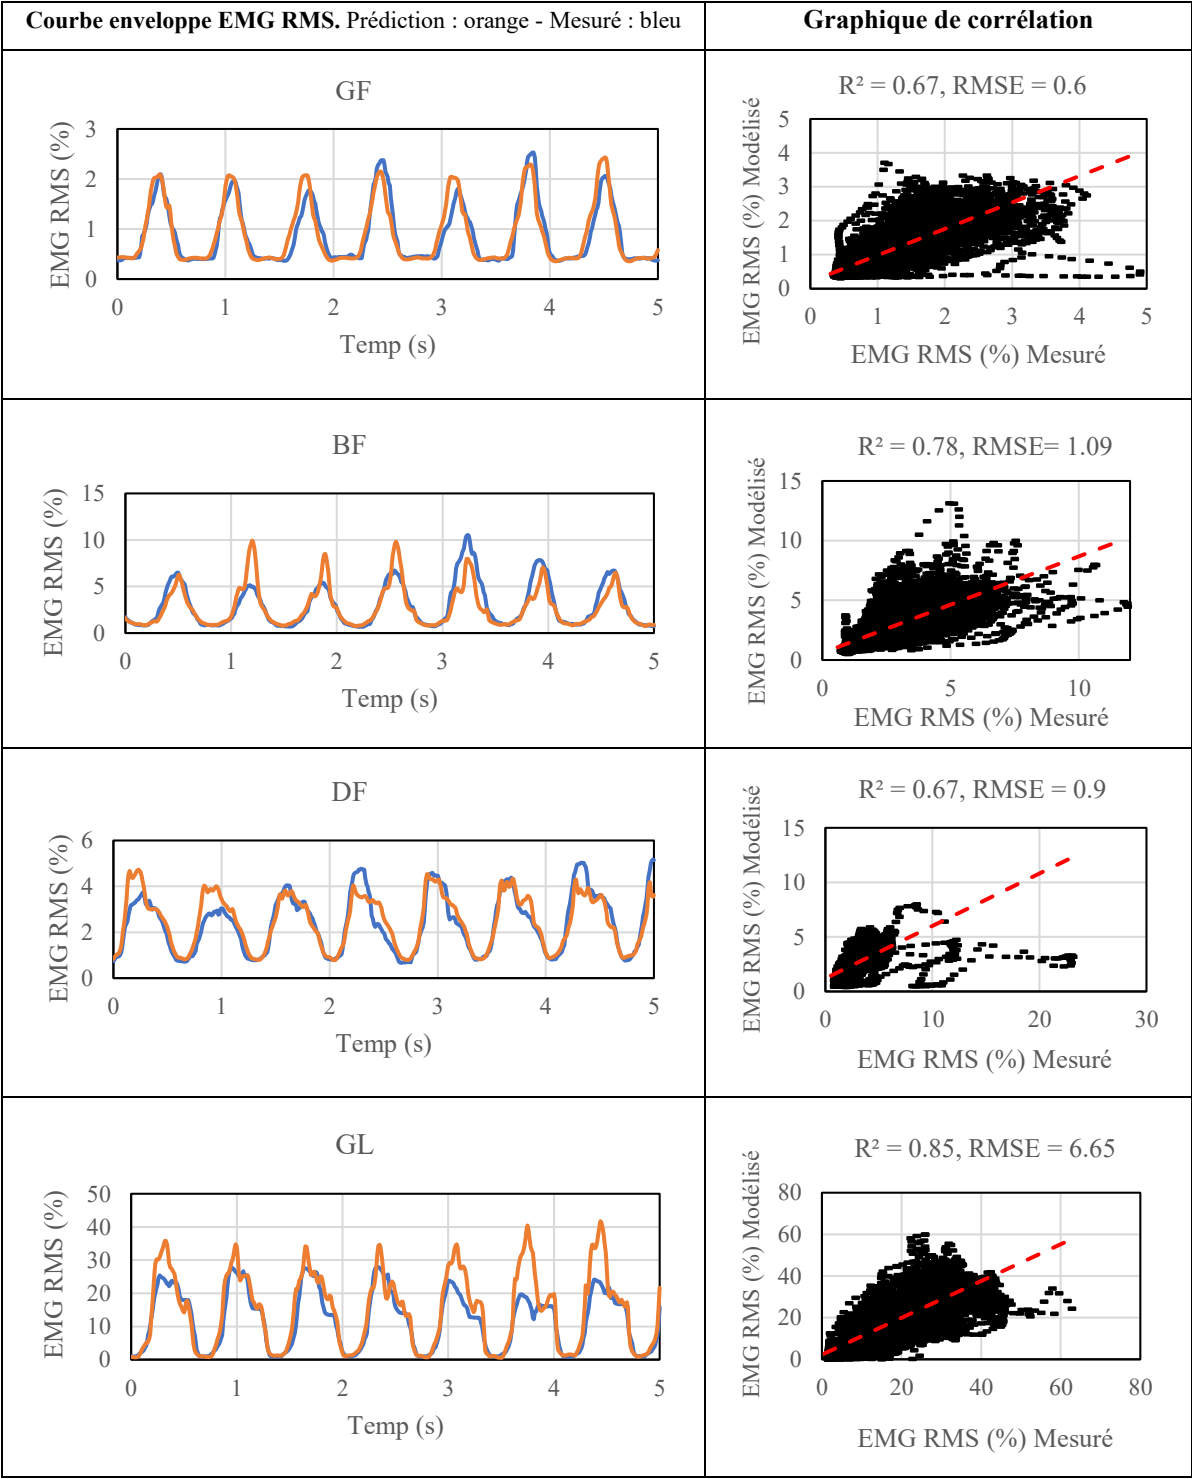 Courbe enveloppe EMG RMS. Prédiction : orange - Mesuré : bleu
Graphique de corrélation
GF
EMG RMS (%)
3
2
1
0
0 1 2 3 4 5
Temp (s)
R² = 0.67, RMSE = 0.6
EMG RMS (%) Modélisé
5
4
3
2
1
0
0 1 2 3 4 5
EMG RMS (%) Mesuré
BF
EMG RMS (%)
15
10
5
0
0 1 2 3 4 5
Temp (s)
R² = 0.78, RMSE= 1.09
EMG RMS (%) Modélisé
15
10
5
0
0 5 10
EMG RMS (%) Mesuré
DF
EMG RMS (%)
6
4
2
0
0 1 2 3 4 5
Temp (s)
R² = 0.67, RMSE = 0.9
EMG RMS (%) Modélisé
15
10
5
0
0 10 20 30
EMG RMS (%) Mesuré
GL
EMG RMS (%)
50
40
30
20
10
0
0 1 2 3 4 5
Temp (s)
R² = 0.85, RMSE = 6.65
EMG RMS (%) Modélisé
80
60
40
20
0
0 20 40 60 80
EMG RMS (%) Mesuré